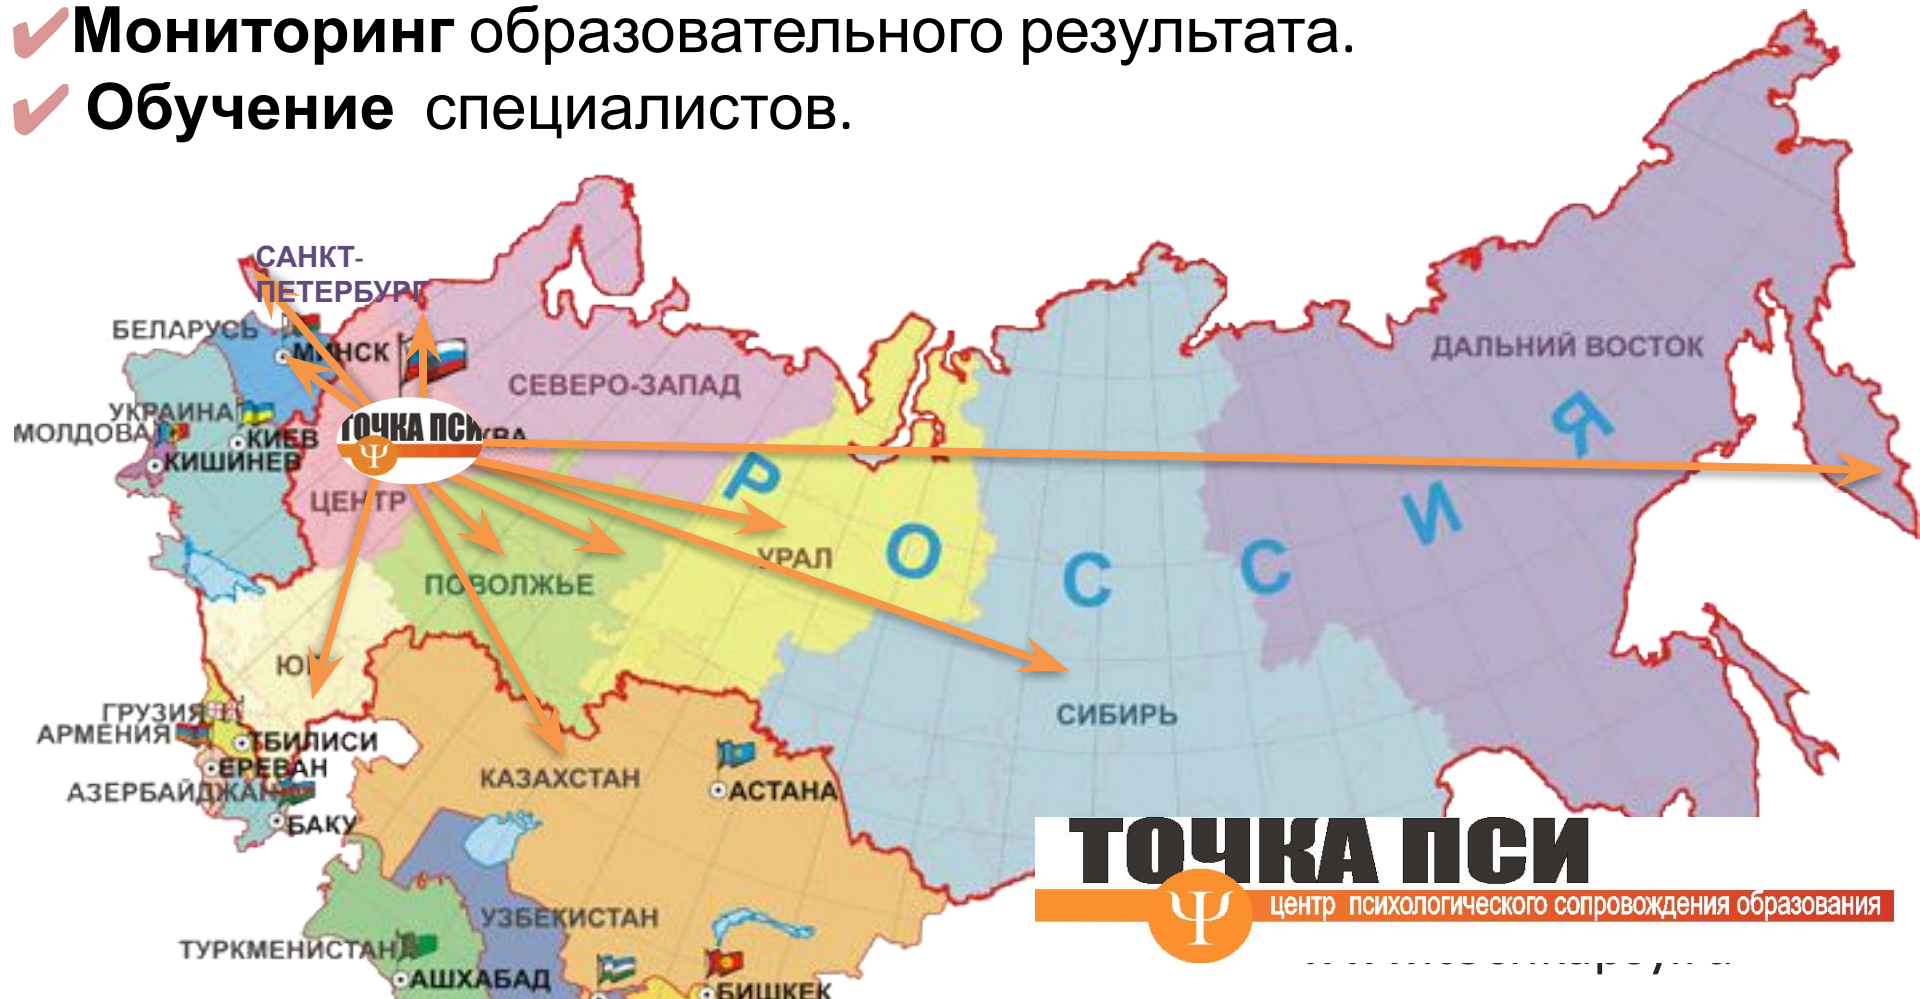 ✔Мониторинг образовательного результата.
✔ Обучение специалистов.
САНКТ-
ПЕТЕРБУРГ
БЕЛАРУСЬ
МИНСК
СЕВЕРО-ЗАПАД
ДАЛЬНИЙ ВОСТОК
УКРАИНА
МОЛДОВА
КИЕВ
КИШИНЕВ
ТОЧКА ПСИ
Ψ
ЦЕНТР
РОССИЯ
УРАЛ
ПОВОЛЖЬЕ
ЮГ
СИБИРЬ
ГРУЗИЯ
АРМЕНИЯ
ТБИЛИСИ
ЕРЕВАН
АЗЕРБАЙДЖАН
БАКУ
КАЗАХСТАН
АСТАНА
УЗБЕКИСТАН
ТУРКМЕНИСТАН
АШХАБАД
БИШКЕК
ТОЧКА ПСИ
Ψ
центр психологического сопровождения образования